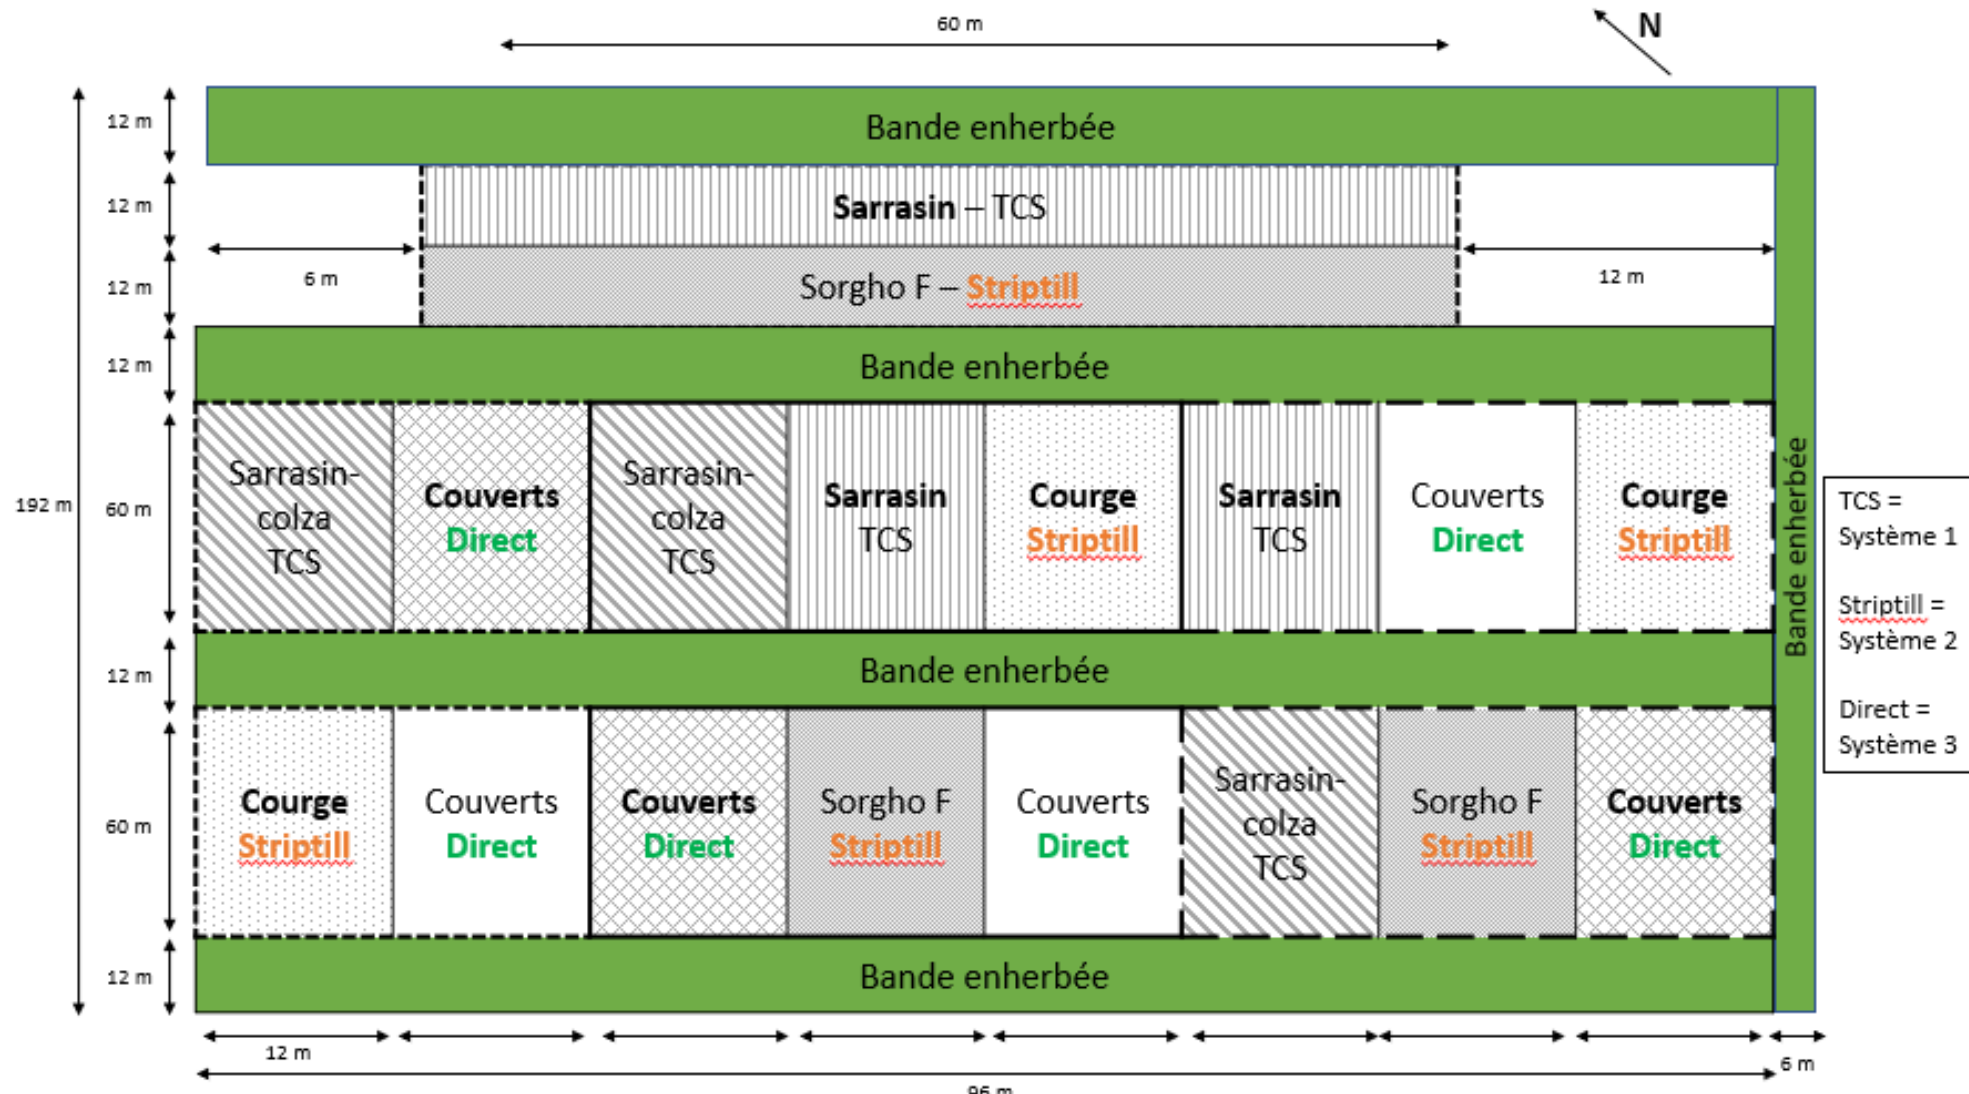 60 m
N
12 m
Bande enherbée
12 m
Sarrasin – TCS
6 m
12 m
12 m
Sorgho F – Striptill
12 m
Bande enherbée
192 m
60 m
Sarrasin-
colza
TCS
Couverts
Direct
Sarrasin-
colza
TCS
Sarrasin
TCS
Courge
Striptill
Sarrasin
TCS
Couverts
Direct
Courge
Striptill
Bande enherbée
TCS =
Système 1
Striptill =
Système 2
Direct =
Système 3
12 m
Bande enherbée
60 m
Courge
Striptill
Couverts
Direct
Couverts
Direct
Sorgho F
Striptill
Couverts
Direct
Sarrasin-
colza
TCS
Sorgho F
Striptill
Couverts
Direct
12 m
Bande enherbée
12 m
6 m
96 m